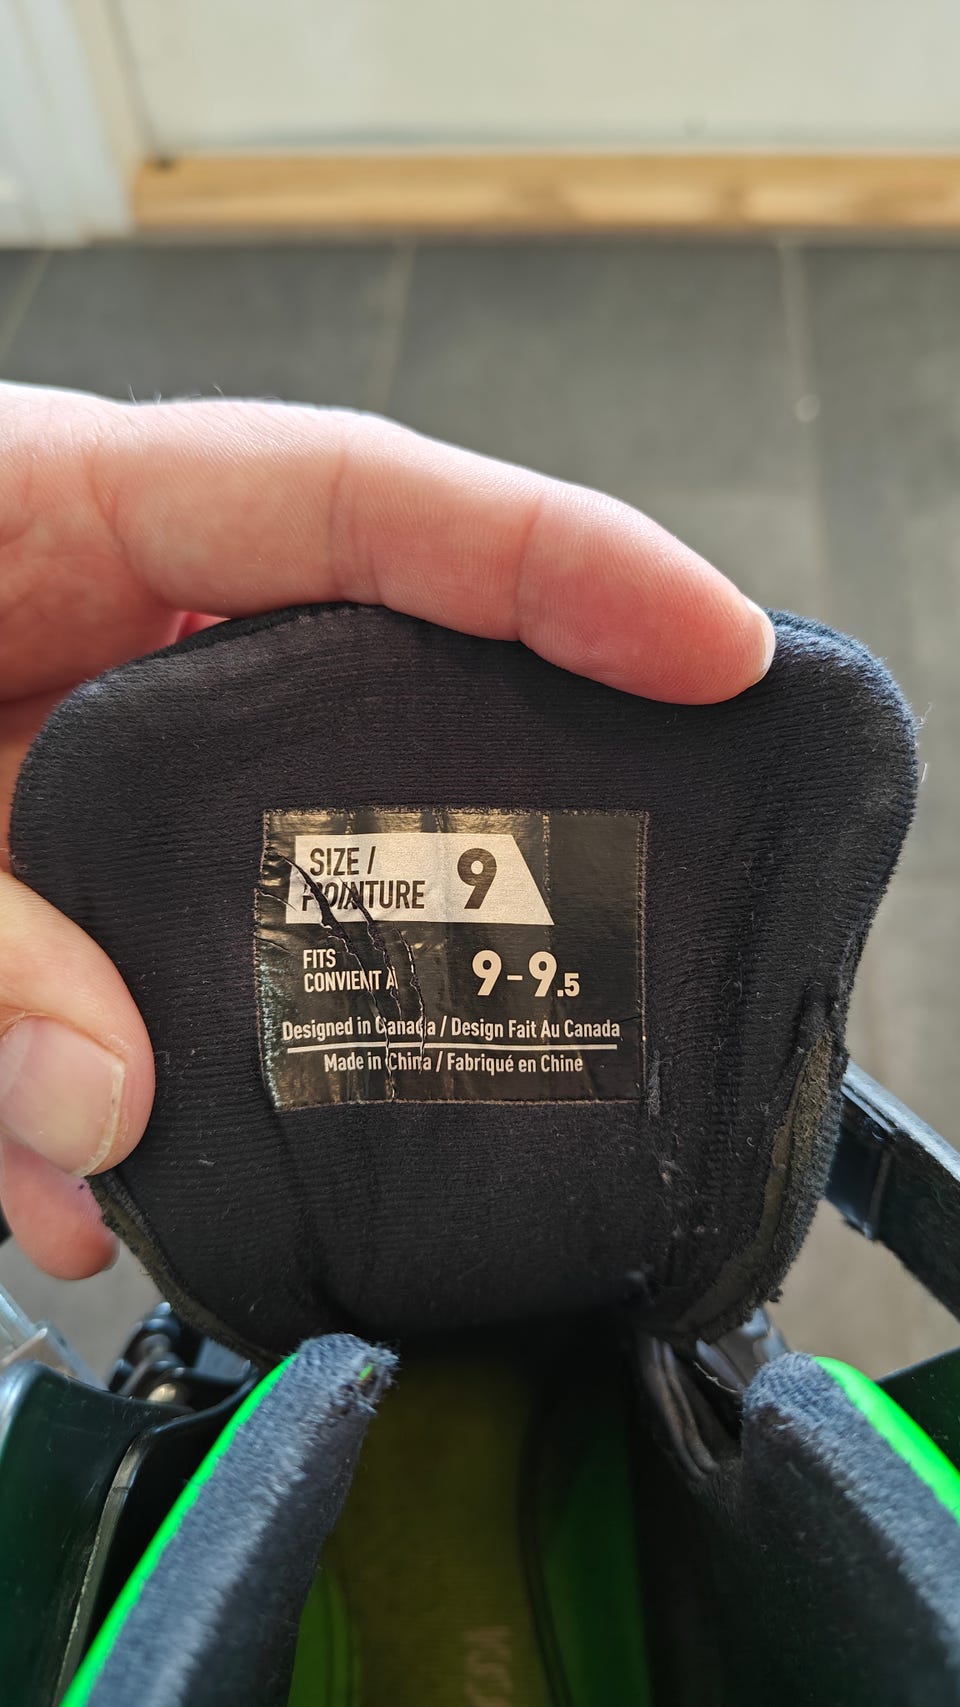 SIZE / 9
POINTURE
FITS 9-9.5
CONVIENT À
Designed in Canada / Design Fait Au Canada
Made in China / Fabriqué en Chine